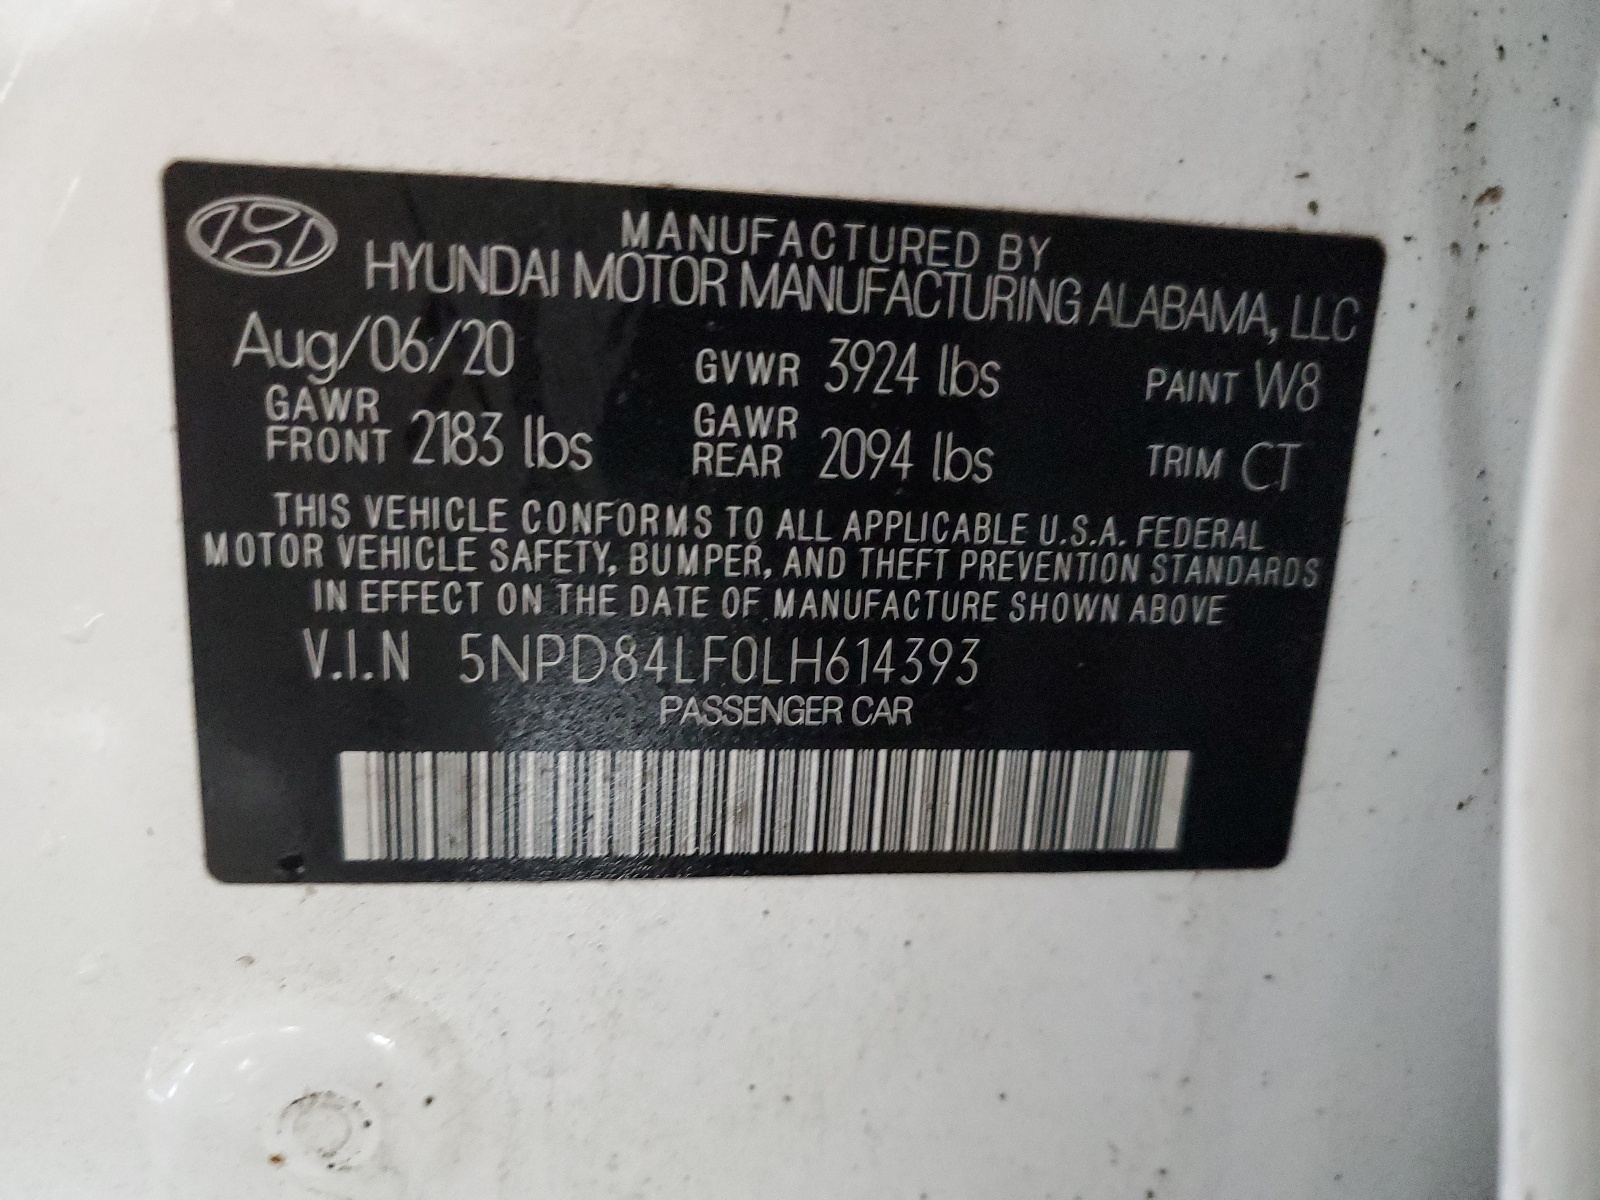 MANUFACTURED BY
HYUNDAI MOTOR MANUFACTURING ALABAMA, LLC
Aug/06/20 GVWR 3924 lbs PAINT W8
GAWR FRONT 2183 lbs GAWR REAR 2094 lbs TRIM CT
THIS VEHICLE CONFORMS TO ALL APPLICABLE U.S.A. FEDERAL
MOTOR VEHICLE SAFETY, BUMPER, AND THEFT PREVENTION STANDARDS
IN EFFECT ON THE DATE OF MANUFACTURE SHOWN ABOVE
V.I.N 5NPD84LF0LH614393
PASSENGER CAR